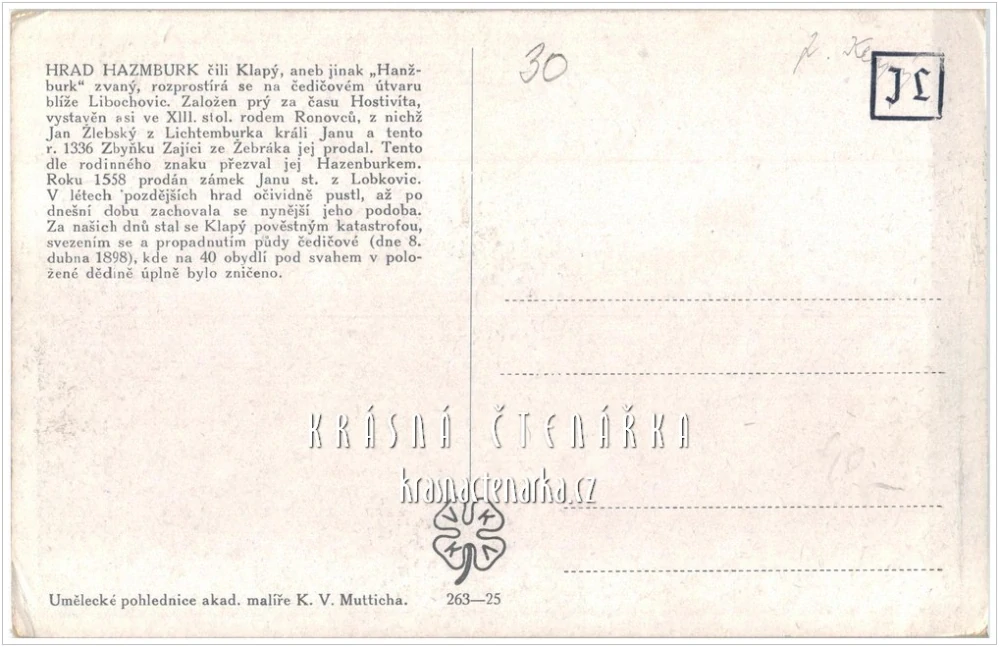 HRAD HAZMBURK čili Klapý, aneb jinak „Hanž-
burk“ zvaný, rozprostírá se na čedičovém útvaru
blíže Libochovic. Založen prý za času Hostivíta,
vystavěn asi ve XIII. stol. rodem Ronovců, z nichž
Jan Žlebský z Lichtemburka králi Janu a tento
r. 1336 Zbyňku Zajíci ze Žebráka jej prodal. Tento
dle rodinného znaku přezval jej Hazenburkem.
Roku 1558 prodán zámek Janu st. z Lobkovic.
V létech pozdějších hrad očividně pustl, až po
dnešní dobu zachovala se nynější jeho podoba.
Za našich dnů stal se Klapý pověstným katastrofou,
svezením se a propadnutím půdy čedičové (dne 8.
dubna 1898), kde na 40 obydlí pod svahem v polo-
žené dědině úplně bylo zničeno.
30
JL
KRÁSNÁ ČTENÁŘKA
krasnactenarka.cz
V K
K V
40
Umělecké pohlednice akad. malíře K. V. Mutticha. 263—25